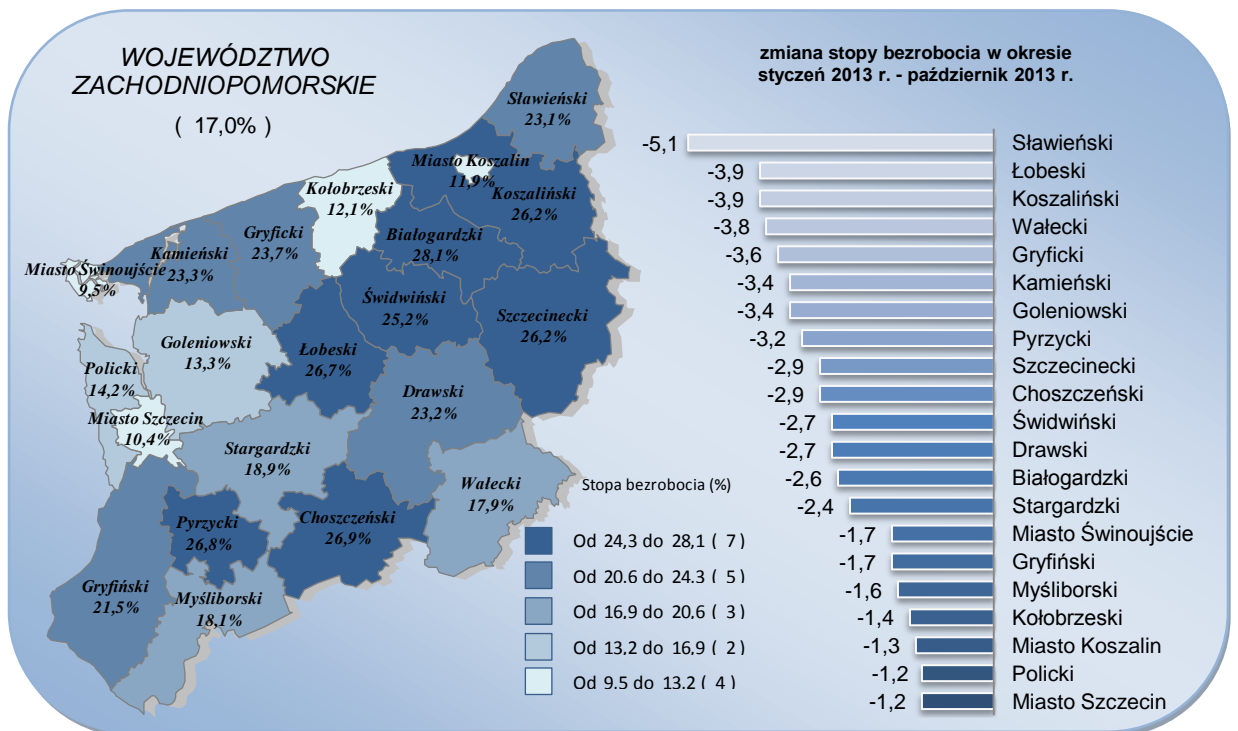 WOJEWÓDZTWO
ZACHODNIOPOMORSKIE
( 17,0% )
Sławieński
23,1%
Miasto Koszalin
11,9%
Koszaliński
26,2%
Kołobrzeski
12,1%
Białogardzki
28,1%
Gryficki
23,7%
Kamieński
23,3%
Miasto Świnoujście
9,5%
Świdwiński
25,2%
Szczecinecki
26,2%
Goleniowski
13,3%
Łobeski
26,7%
Policki
14,2%
Drawski
23,2%
Miasto Szczecin
10,4%
Stargardzki
18,9%
Wałecki
17,9%
Pyrzycki
26,8%
Choszczeński
26,9%
Gryfiński
21,5%
Myśliborski
18,1%
Stopa bezrobocia (%)
Od 24,3 do 28,1 ( 7)
Od 20.6 do 24.3 ( 5)
Od 16,9 do 20,6 ( 3)
Od 13,2 do 16,9 ( 2)
Od 9.5 do 13.2 ( 4)
zmiana stopy bezrobocia w okresie
styczeń 2013 r. - październik 2013 r.
-5,1 Sławieński
-3,9 Łobeski
-3,9 Koszaliński
-3,8 Wałecki
-3,6 Gryficki
-3,4 Kamieński
-3,4 Goleniowski
-3,2 Pyrzycki
-2,9 Szczecinecki
-2,9 Choszczeński
-2,7 Świdwiński
-2,7 Drawski
-2,6 Białogardzki
-2,4 Stargardzki
-1,7 Miasto Świnoujście
-1,7 Gryfiński
-1,6 Myśliborski
-1,4 Kołobrzeski
-1,3 Miasto Koszalin
-1,2 Policki
-1,2 Miasto Szczecin